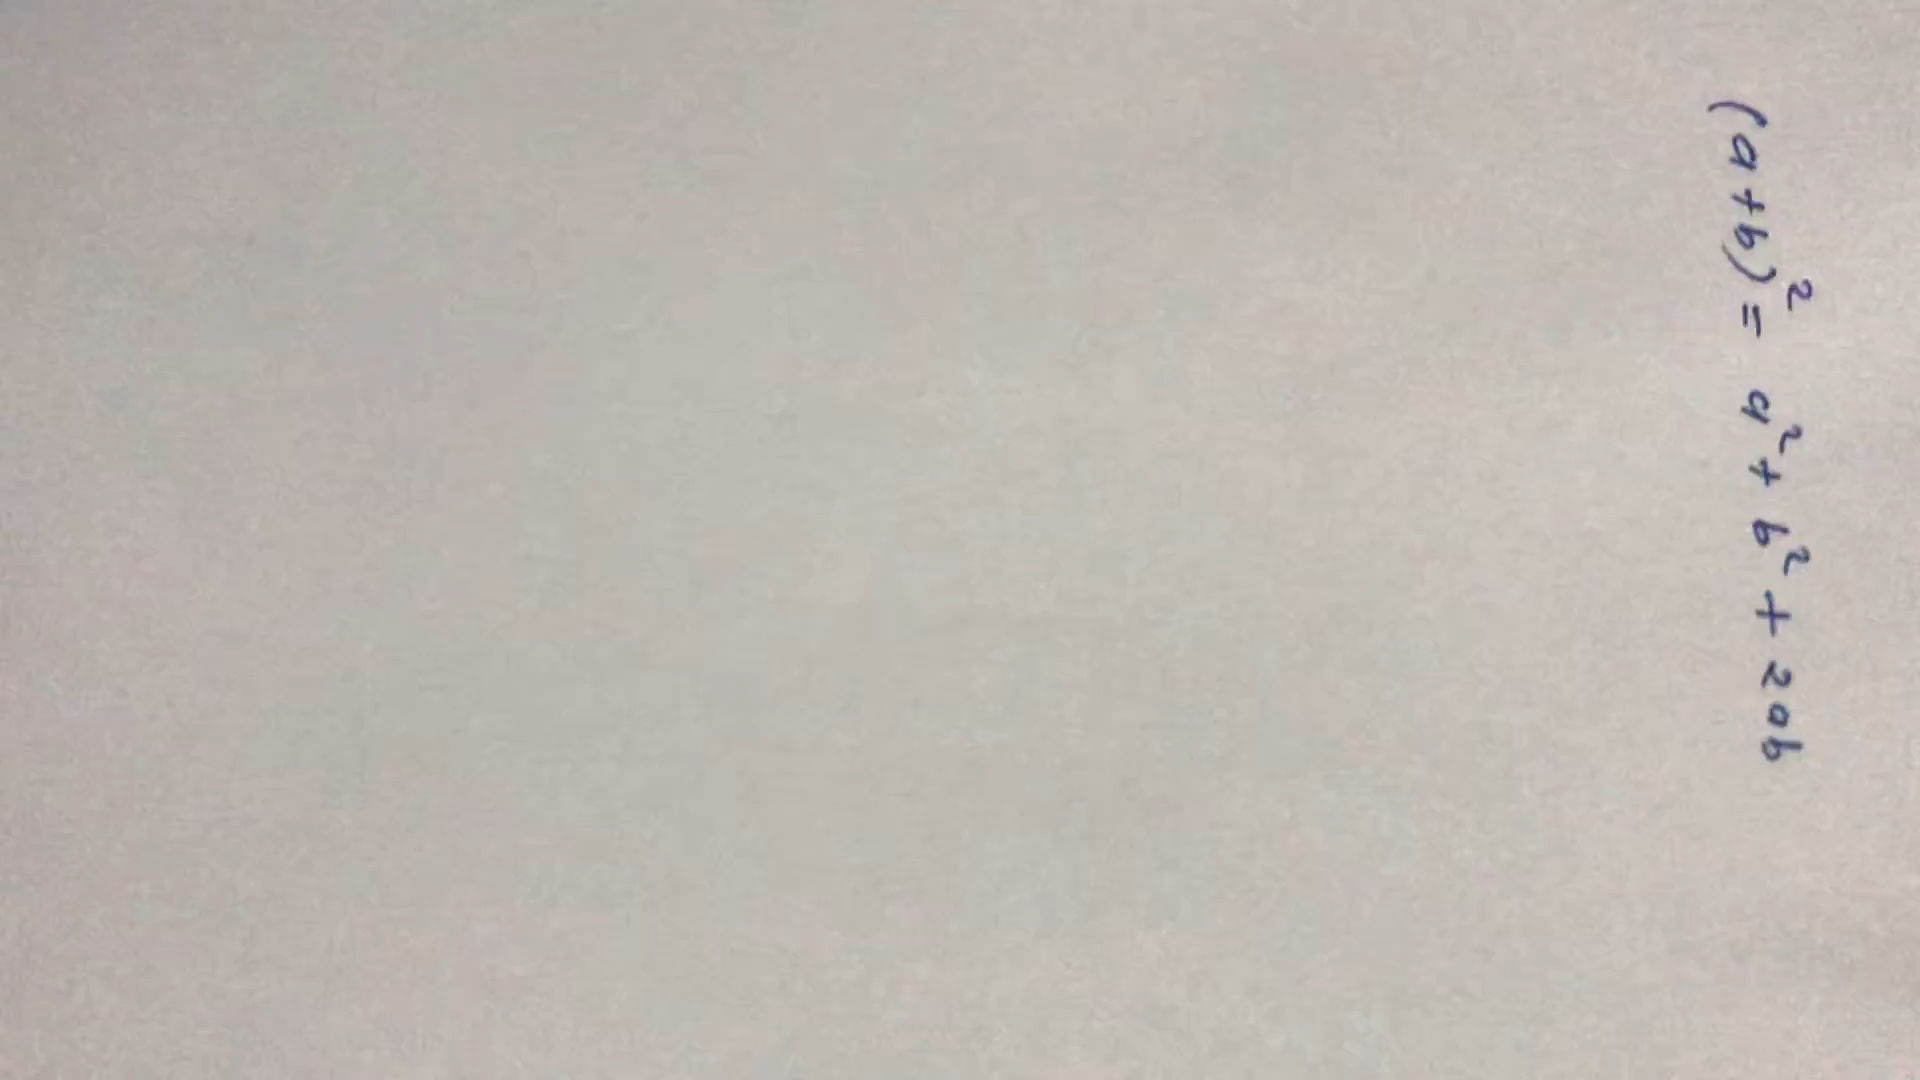 (a+b)² = a² + b² + 2ab